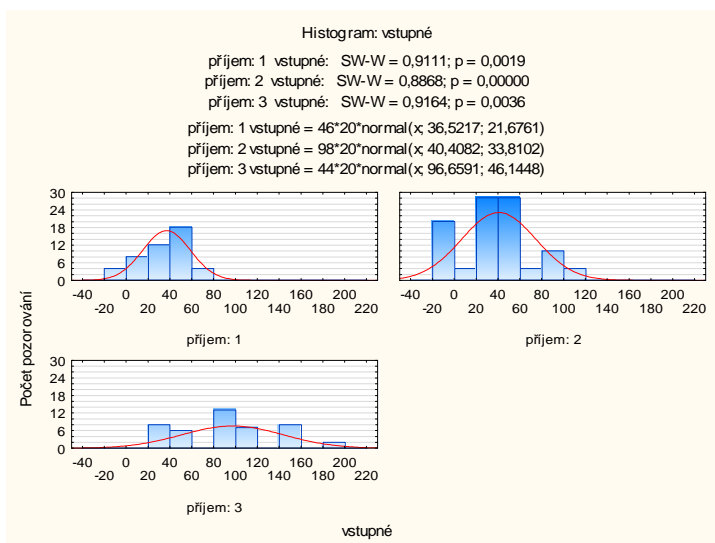 Histogram: vstupné
příjem: 1 vstupné: SW-W = 0,9111; p = 0,0019
příjem: 2 vstupné: SW-W = 0,8868; p = 0,00000
příjem: 3 vstupné: SW-W = 0,9164; p = 0,0036
příjem: 1 vstupné = 46*20*normal(x; 36,5217; 21,6761)
příjem: 2 vstupné = 98*20*normal(x; 40,4082; 33,8102)
příjem: 3 vstupné = 44*20*normal(x; 96,6591; 46,1448)
Počet pozorování
30
24
18
12
6
0
-40 0 40 80 120 160 200
-20 20 60 100 140 180 220
příjem: 1
-40 0 40 80 120 160 200
-20 20 60 100 140 180 220
příjem: 2
30
24
18
12
6
0
-40 0 40 80 120 160 200
-20 20 60 100 140 180 220
příjem: 3
vstupné